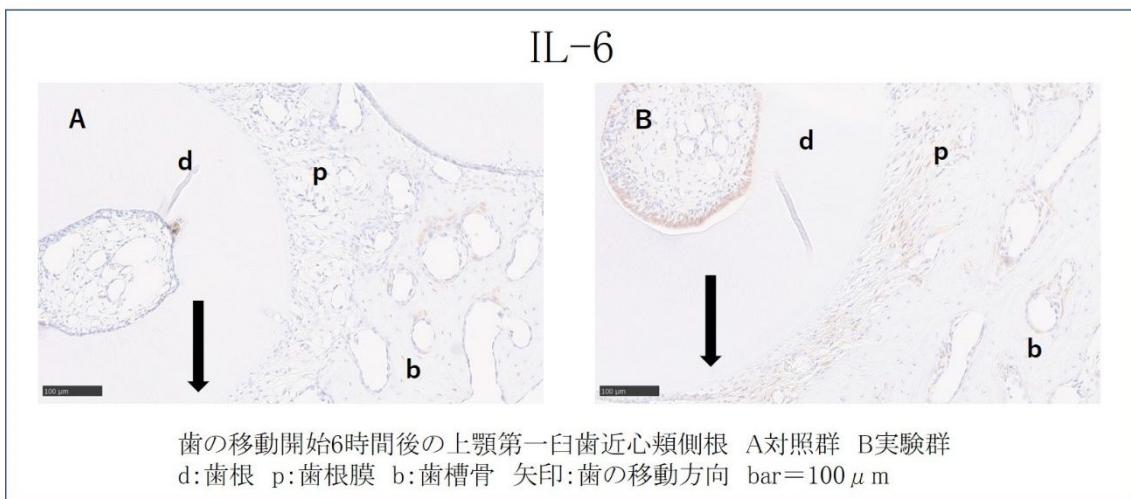 IL-6
A
d
p
b
100 μm
B
d
p
b
100 μm
歯の移動開始6時間後の上顎第一臼歯近心頬側根 A対照群 B実験群
d:歯根 p:歯根膜 b:歯槽骨 矢印:歯の移動方向 bar=100μm